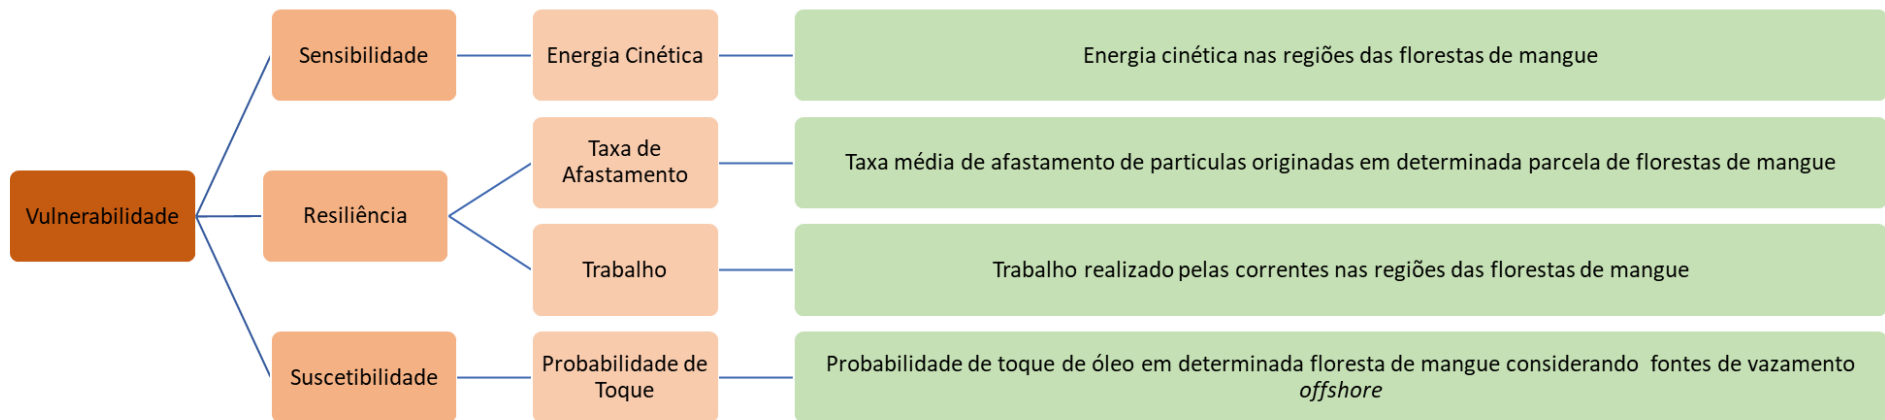 Vulnerabilidade
Sensibilidade
Energia Cinética
Energia cinética nas regiões das florestas de mangue
Resiliência
Taxa de
Afastamento
Taxa média de afastamento de particulas originadas em determinada parcela de florestas de mangue
Trabalho
Trabalho realizado pelas correntes nas regiões das florestas de mangue
Suscetibilidade
Probabilidade de
Toque
Probabilidade de toque de óleo em determinada floresta de mangue considerando fontes de vazamento
offshore